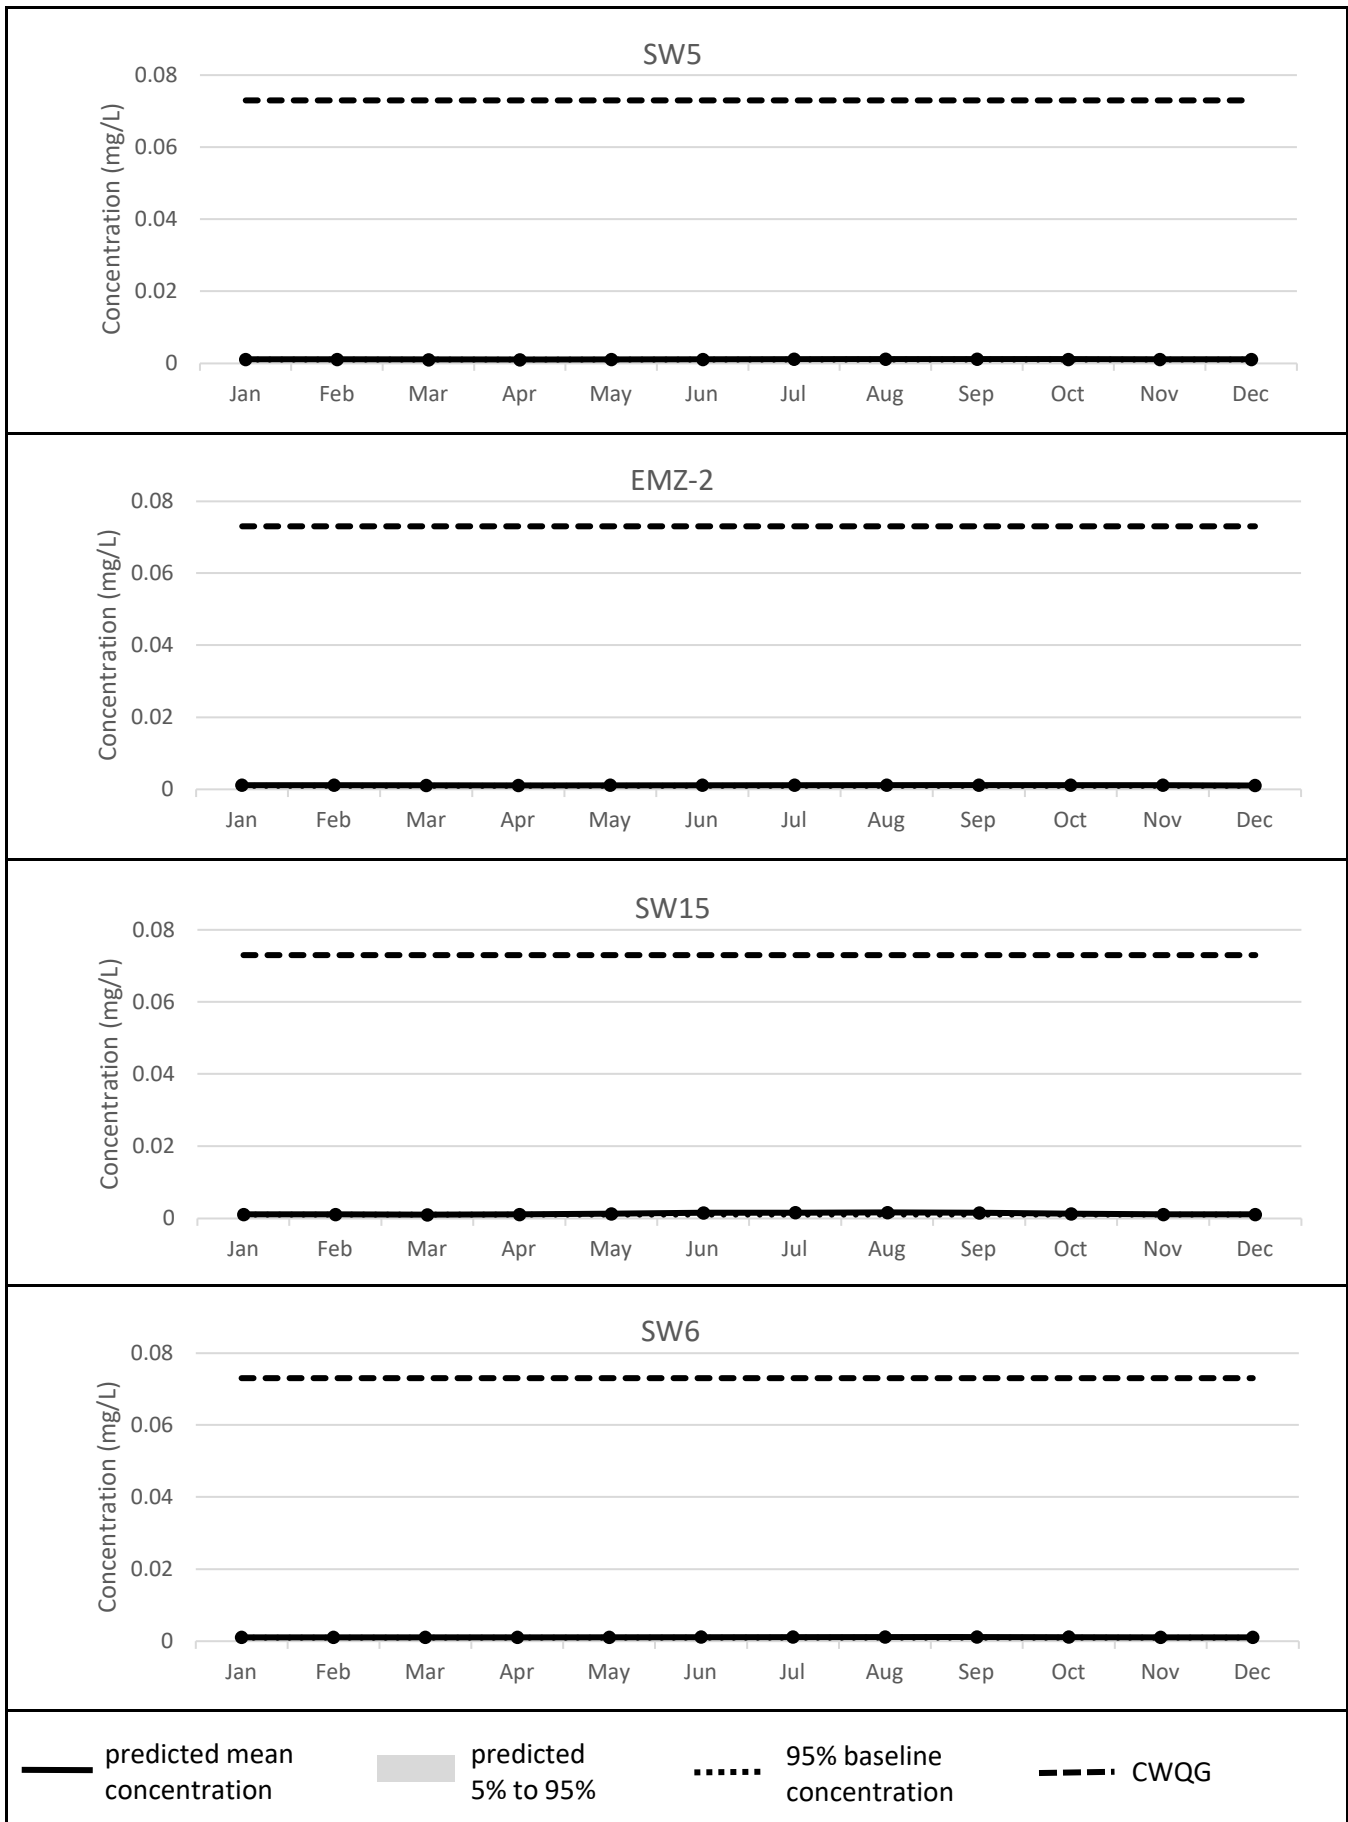 SW5
0.08
0.06
0.04
0.02
0
Concentration (mg/L)
Jan Feb Mar Apr May Jun Jul Aug Sep Oct Nov Dec
EMZ-2
0.08
0.06
0.04
0.02
0
Concentration (mg/L)
Jan Feb Mar Apr May Jun Jul Aug Sep Oct Nov Dec
SW15
0.08
0.06
0.04
0.02
0
Concentration (mg/L)
Jan Feb Mar Apr May Jun Jul Aug Sep Oct Nov Dec
SW6
0.08
0.06
0.04
0.02
0
Concentration (mg/L)
Jan Feb Mar Apr May Jun Jul Aug Sep Oct Nov Dec
predicted mean
concentration
predicted
5% to 95%
95% baseline
concentration
CWQG